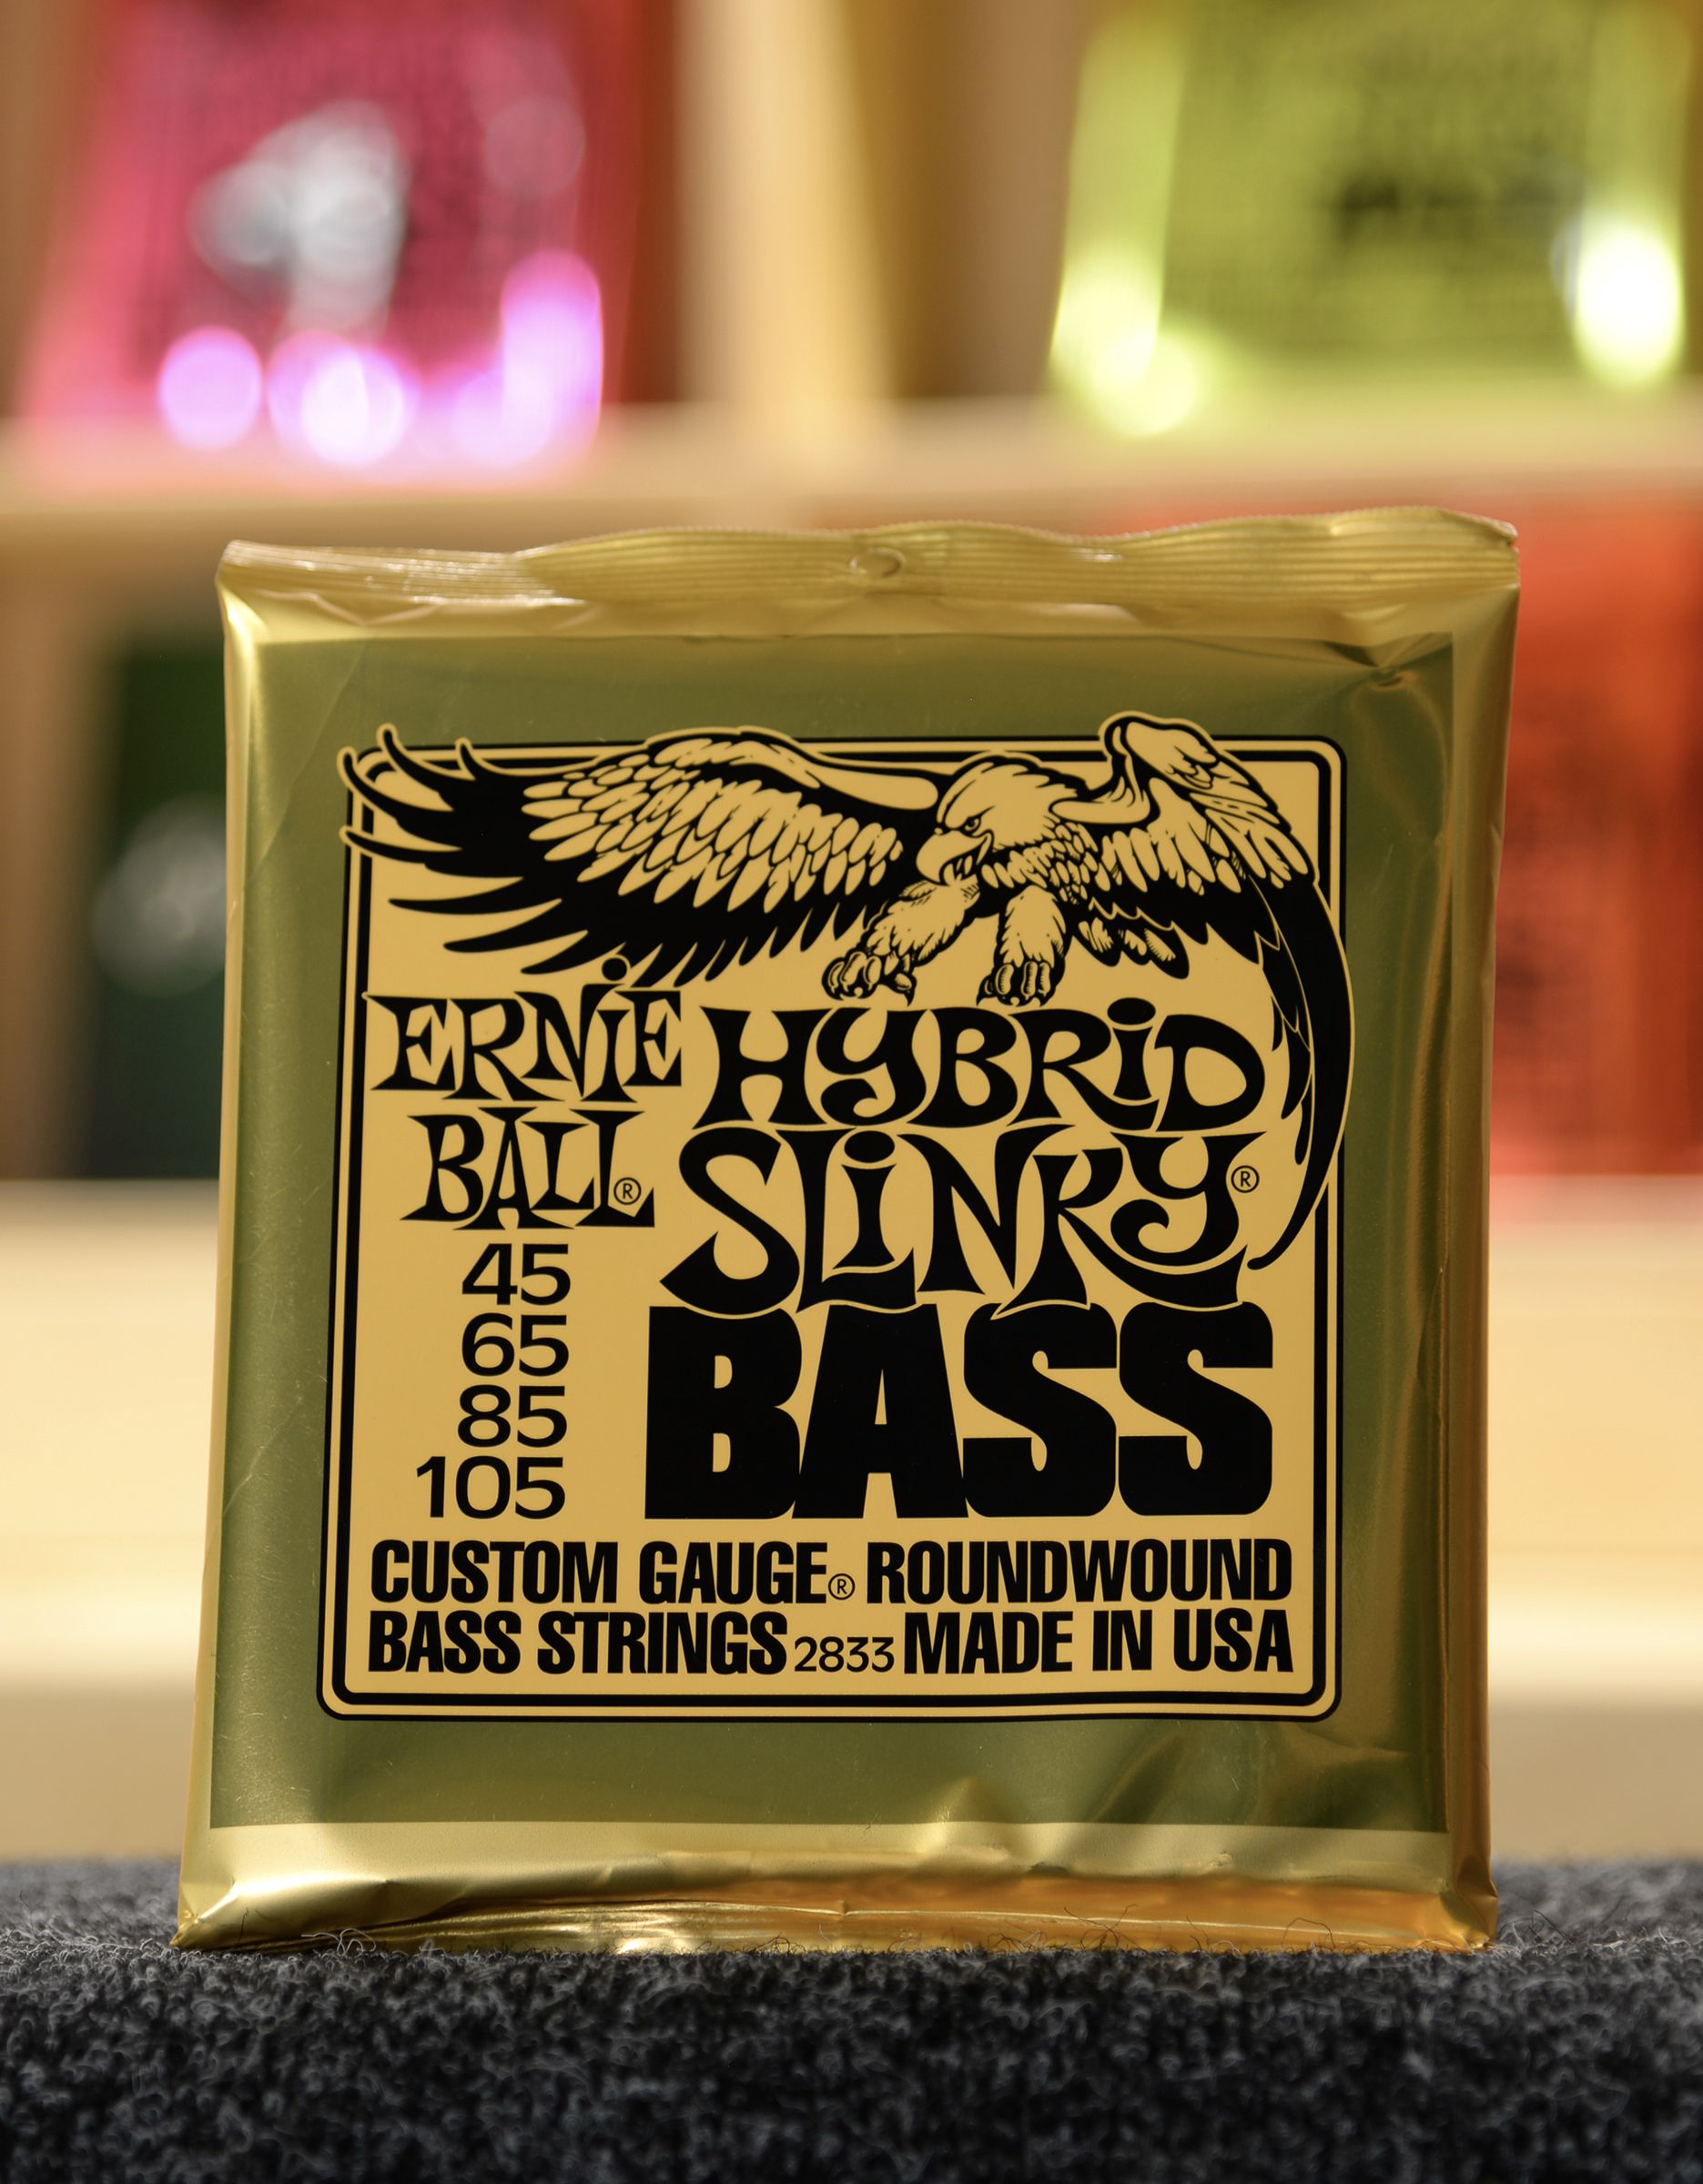 ERNiE
BALL®
HYBRiD
SLiNKY®
BASS
45
65
85
105
CUSTOM GAUGE® ROUNDWOUND
BASS STRINGS 2833 MADE IN USA